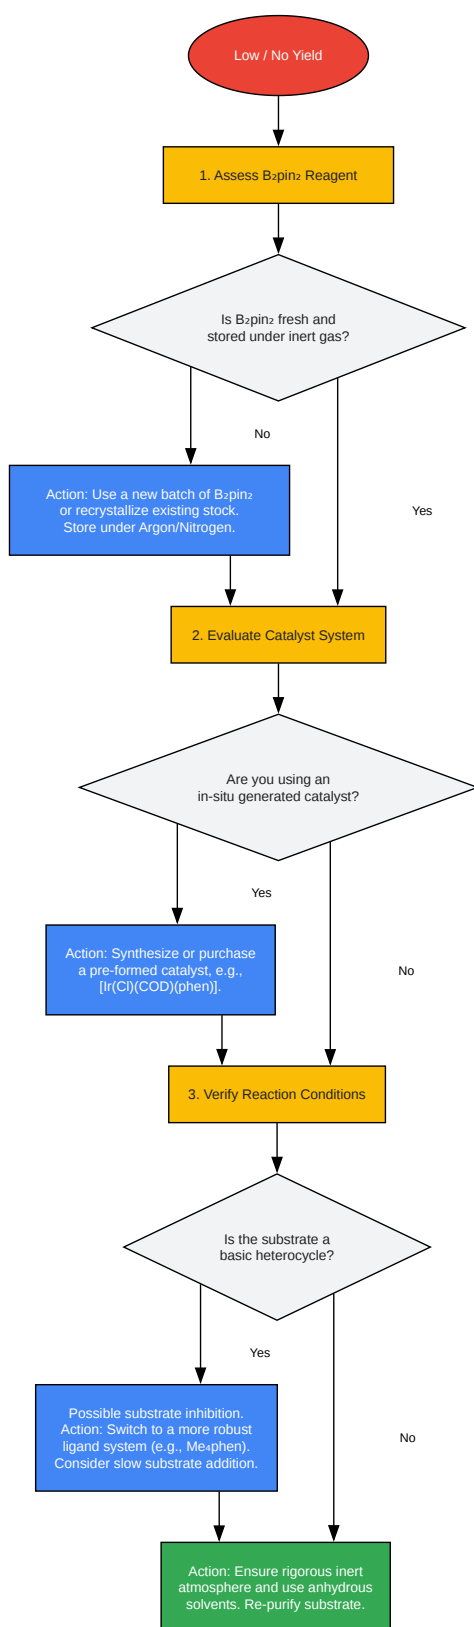 Low / No Yield
1. Assess B₂pin₂ Reagent
Is B₂pin₂ fresh and
stored under inert gas?
No
Action: Use a new batch of B₂pin₂
or recrystallize existing stock.
Store under Argon/Nitrogen.
Yes
2. Evaluate Catalyst System
Are you using an
in-situ generated catalyst?
Yes
Action: Synthesize or purchase
a pre-formed catalyst, e.g.,
[Ir(Cl)(COD)(phen)].
No
3. Verify Reaction Conditions
Is the substrate a
basic heterocycle?
Yes
Possible substrate inhibition.
Action: Switch to a more robust
ligand system (e.g., Me₄phen).
Consider slow substrate addition.
No
Action: Ensure rigorous inert
atmosphere and use anhydrous
solvents. Re-purify substrate.